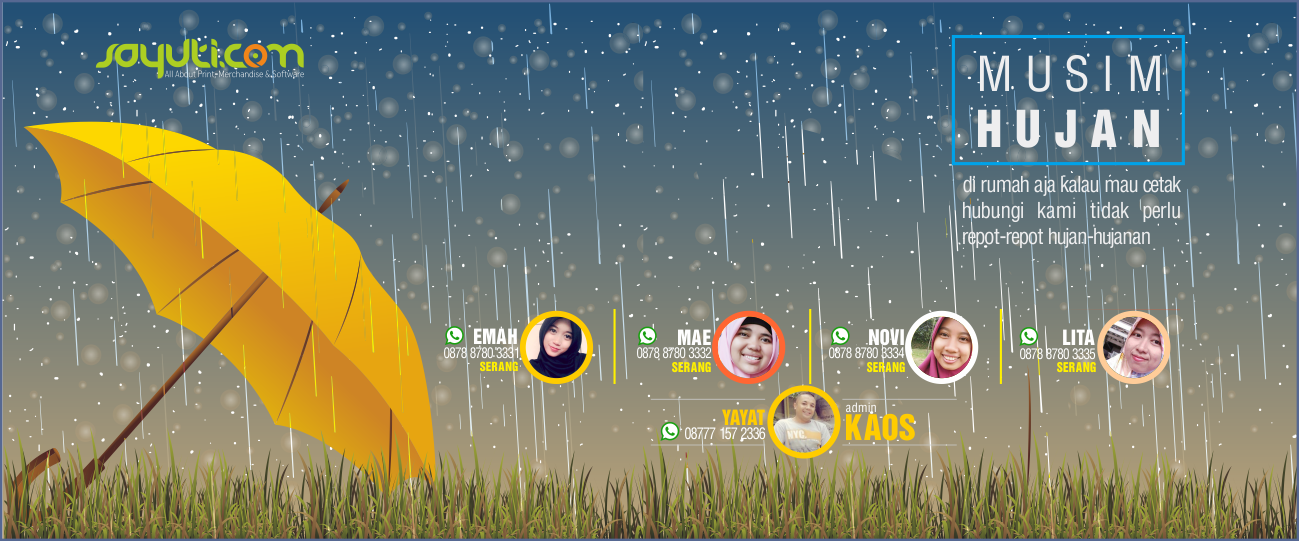 sayuti.com
All About Print, Merchandise & Software
MUSIM
HUJAN
di rumah aja kalau mau cetak
hubungi kami tidak perlu
repot-repot hujan-hujanan
EMAH
0878 8780 3331
SERANG
MAE
0878 8780 3332
SERANG
NOVI
0878 8780 3334
SERANG
LITA
0878 8780 3335
SERANG
YAYAT
08777 157 2336
admin
KAOS